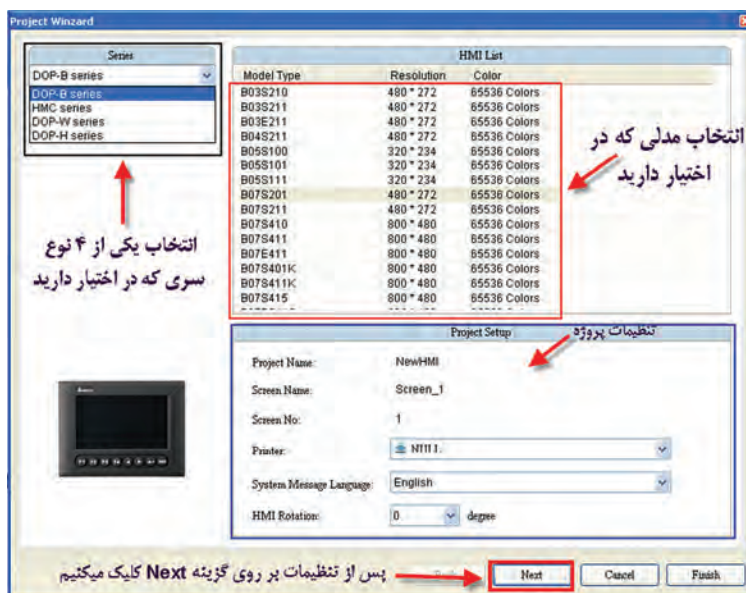 Project Winzard
Series
DOP-B series
DOP-B series
HMC series
DOP-W series
DOP-H series
HMI List
Model Type Resolution Color
B03S210 480 * 272 65536 Colors
B03S211 480 * 272 65536 Colors
B03E211 480 * 272 65536 Colors
B04S211 480 * 272 65536 Colors
B05S100 320 * 234 65536 Colors
B05S101 320 * 234 65536 Colors
B05S111 320 * 234 65536 Colors
B07S201 480 * 272 65536 Colors
B07S211 480 * 272 65536 Colors
B07S410 800 * 480 65536 Colors
B07S411 800 * 480 65536 Colors
B07E411 800 * 480 65536 Colors
B07S401K 800 * 480 65536 Colors
B07S411K 800 * 480 65536 Colors
B07S415 800 * 480 65536 Colors
انتخاب مدلی که در
اختیار دارید
انتخاب یکی از ۴ نوع
سری که در اختیار دارید
Project Setup
تنظیمات پروژه
Project Name: NewHMI
Screen Name: Screen_1
Screen No: 1
Printer:
System Message Language: English
HMI Rotation: 0 degree
پس از تنظیمات بر روی گزینه Next کلیک میکنیم
Next
Cancel
Finish